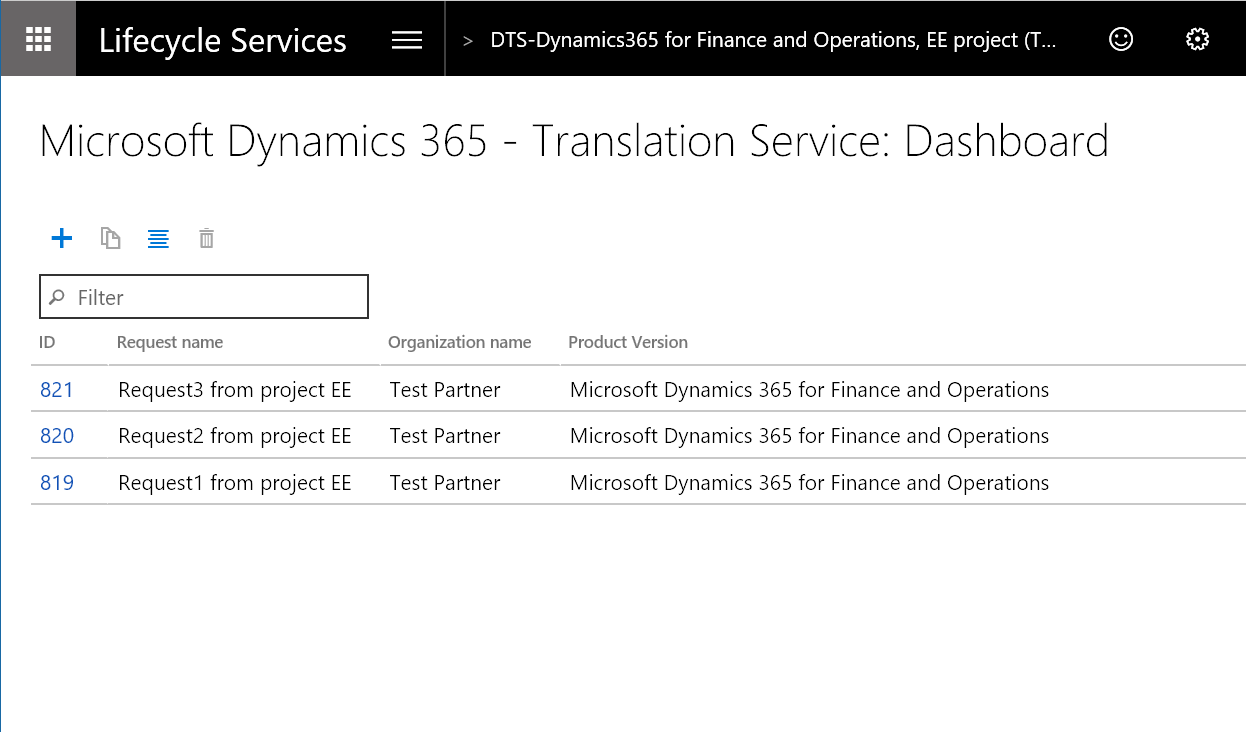 Lifecycle Services > DTS-Dynamics365 for Finance and Operations, EE project (T...
Microsoft Dynamics 365 - Translation Service: Dashboard
Filter
ID Request name Organization name Product Version
821 Request3 from project EE Test Partner Microsoft Dynamics 365 for Finance and Operations
820 Request2 from project EE Test Partner Microsoft Dynamics 365 for Finance and Operations
819 Request1 from project EE Test Partner Microsoft Dynamics 365 for Finance and Operations